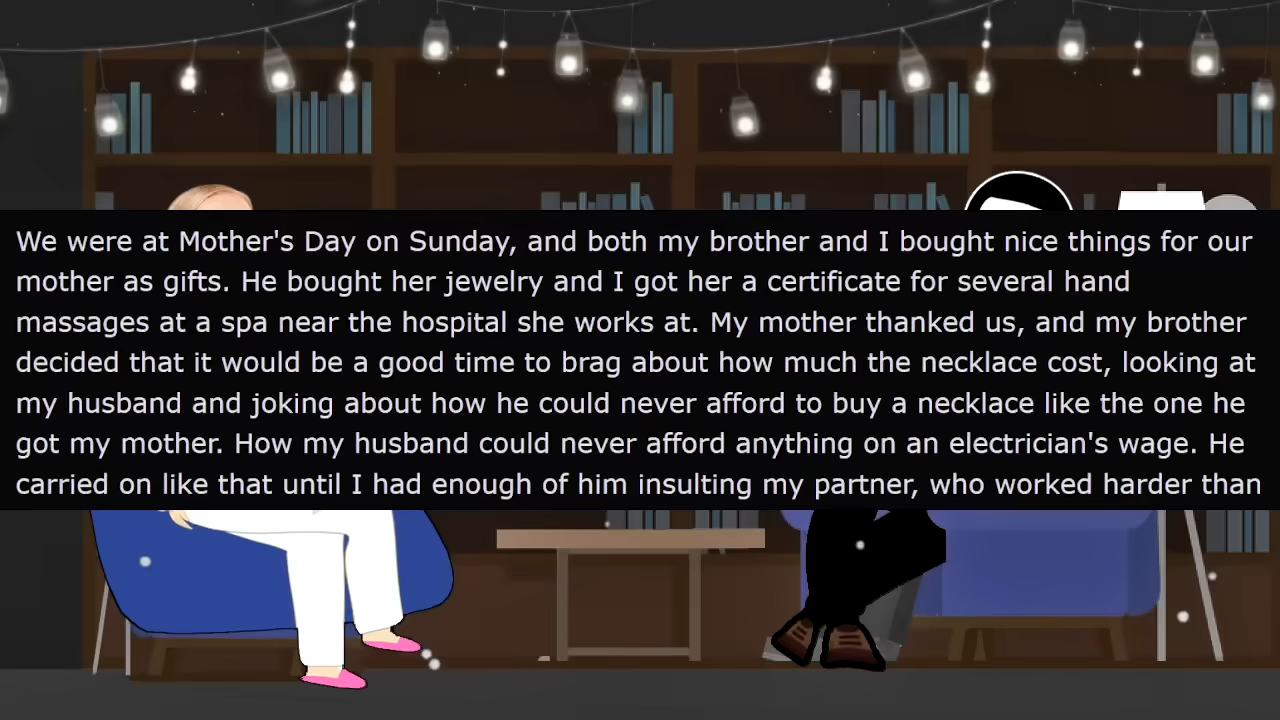 We were at Mother's Day on Sunday, and both my brother and I bought nice things for our
mother as gifts. He bought her jewelry and I got her a certificate for several hand
massages at a spa near the hospital she works at. My mother thanked us, and my brother
decided that it would be a good time to brag about how much the necklace cost, looking at
my husband and joking about how he could never afford to buy a necklace like the one he
got my mother. How my husband could never afford anything on an electrician's wage. He
carried on like that until I had enough of him insulting my partner, who worked harder than